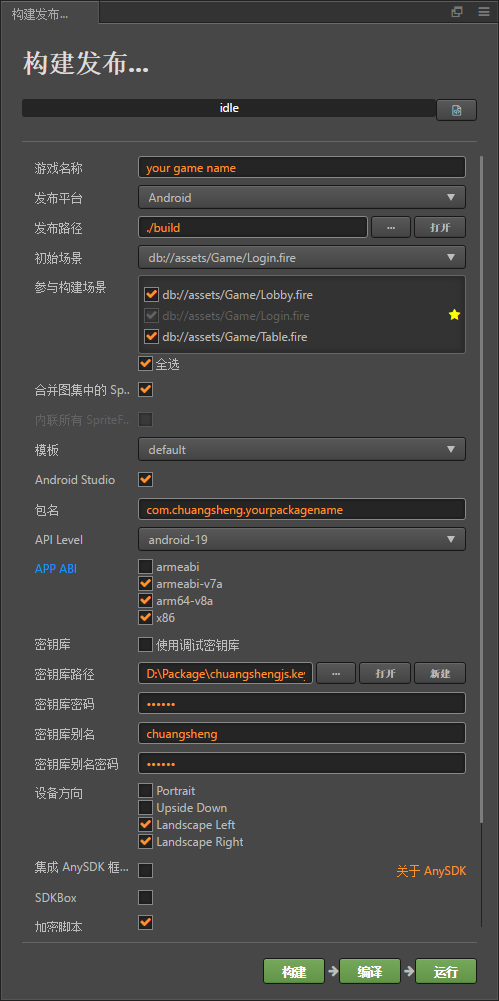 构建发布...
构建发布...
idle
游戏名称 your game name
发布平台 Android
发布路径 ./build ... 打开
初始场景 db://assets/Game/Login.fire
参与构建场景 db://assets/Game/Lobby.fire
db://assets/Game/Login.fire
db://assets/Game/Table.fire
全选
合并图集中的 Sp..
内联所有 SpriteF..
模板 default
Android Studio
包名 com.chuangsheng.yourpackagename
API Level android-19
APP ABI armeabi
armeabi-v7a
arm64-v8a
x86
密钥库 使用调试密钥库
密钥库路径 D:\Package\chuangshengjs.key ... 打开 新建
密钥库密码 ••••••
密钥库别名 chuangsheng
密钥库别名密码 ••••••
设备方向 Portrait
Upside Down
Landscape Left
Landscape Right
集成 AnySDK 框... 关于 AnySDK
SDKBox
加密脚本
构建 编译 运行